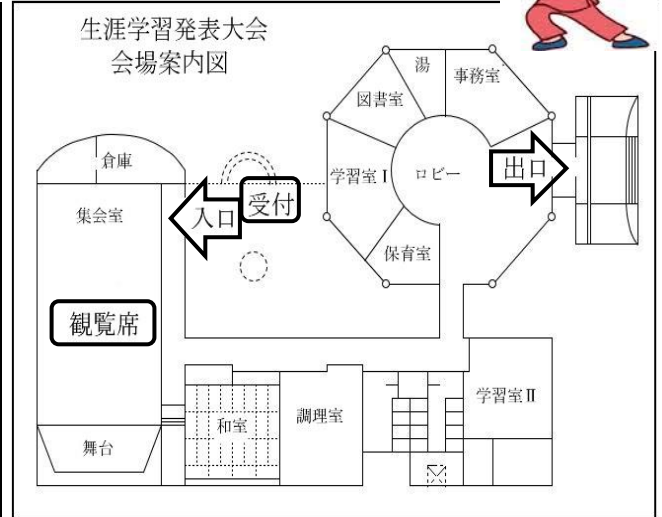 生涯学習発表大会
会場案内図
湯
事務室
図書室
倉庫
学習室Ⅰ
ロビー
出口
集会室
入口
受付
保育室
観覧席
学習室Ⅱ
和室
調理室
舞台